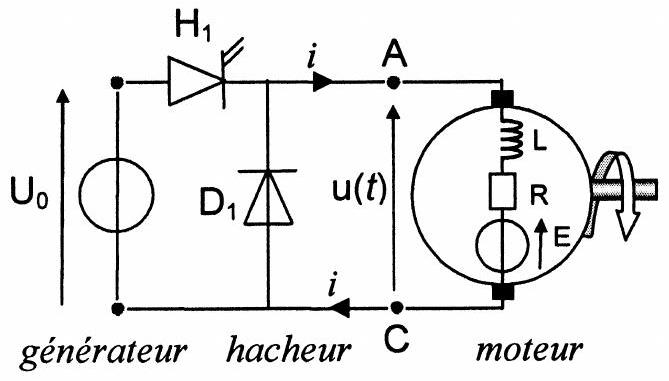 H₁
i
A
L
U₀
D₁
u(t)
R
E
i
C
générateur hacheur moteur